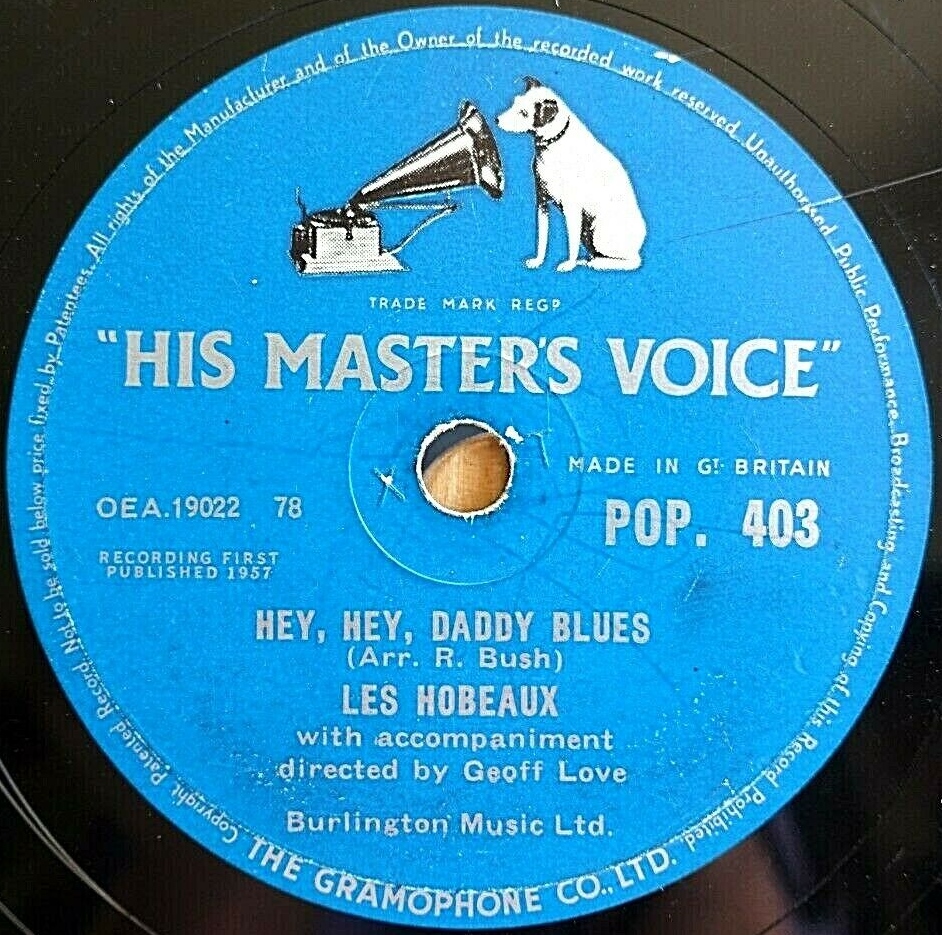 All rights of the Manufacturer and of the Owner of the recorded work reserved Unauthorised Public Performance Broadcasting and Copying of this Record Prohibited
TRADE MARK REGD
"HIS MASTER'S VOICE"
MADE IN GT. BRITAIN
OEA.19022 78
POP. 403
RECORDING FIRST
PUBLISHED 1957
HEY, HEY, DADDY BLUES
(Arr. R. Bush)
LES HOBEAUX
with accompaniment
directed by Geoff Love
Burlington Music Ltd.
Copyright Patented Record Not to be sold below price fixed by Patentees.
THE GRAMOPHONE CO., LTD.
X T